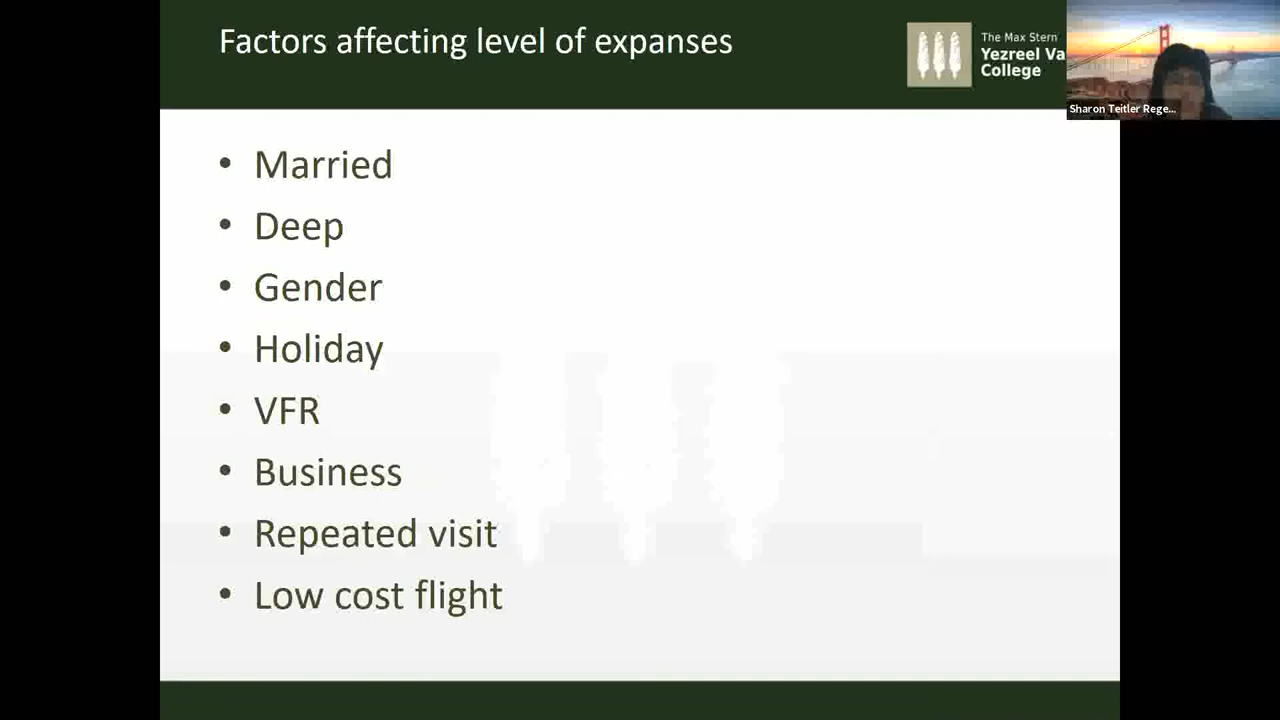 Factors affecting level of expanses
The Max Stern
Yezreel Va
College
Sharon Teitler Rege...
• Married
• Deep
• Gender
• Holiday
• VFR
• Business
• Repeated visit
• Low cost flight